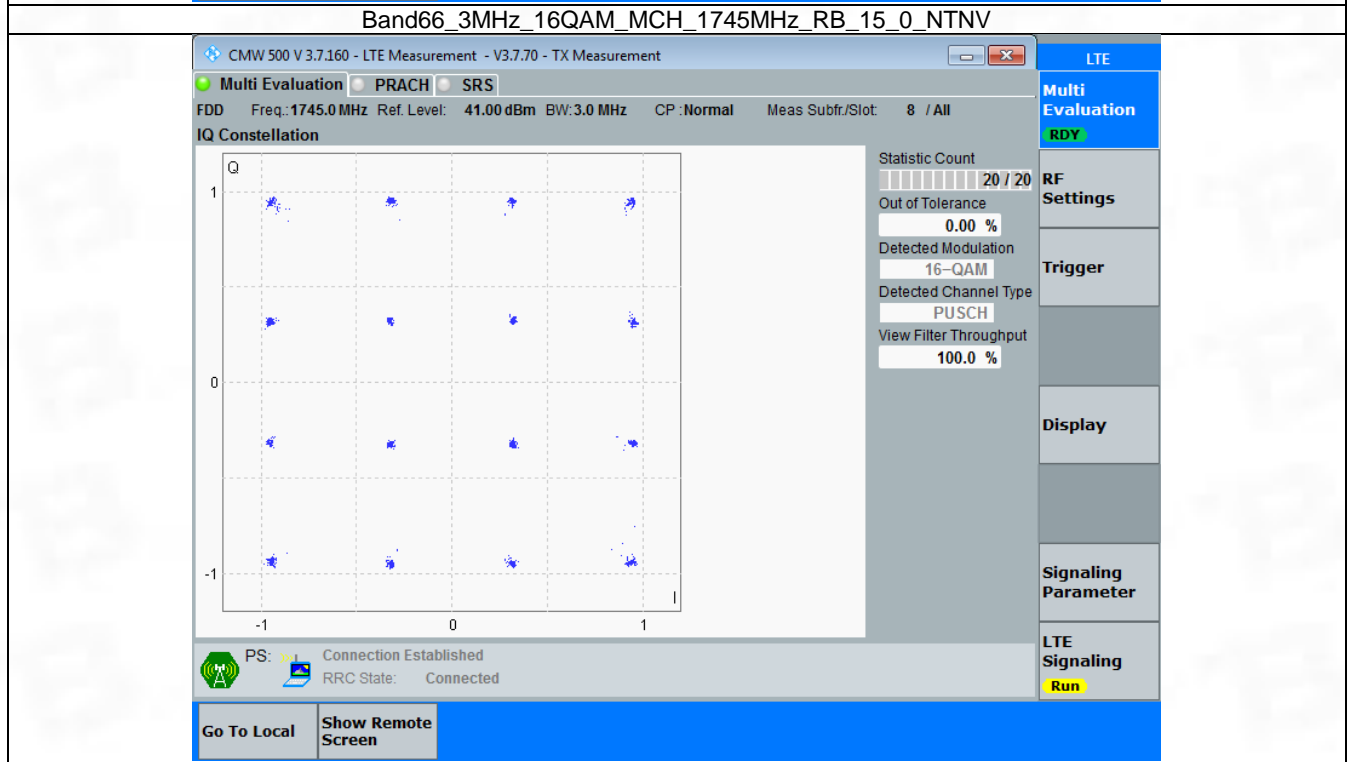 Band66_3MHz_16QAM_MCH_1745MHz_RB_15_0_NTNV
CMW 500 V 3.7.160 - LTE Measurement - V3.7.70 - TX Measurement
LTE
Multi Evaluation PRACH SRS
Multi
Evaluation
RDY
FDD Freq.:1745.0 MHz Ref. Level: 41.00 dBm BW:3.0 MHz CP :Normal Meas Subfr./Slot: 8 / All
IQ Constellation
Q
1
0
-1
I
-1 0 1
Statistic Count
20 / 20
Out of Tolerance
0.00 %
Detected Modulation
16-QAM
Detected Channel Type
PUSCH
View Filter Throughput
100.0 %
RF
Settings
Trigger
Display
Signaling
Parameter
LTE
Signaling
Run
PS: Connection Established
RRC State: Connected
Go To Local
Show Remote
Screen